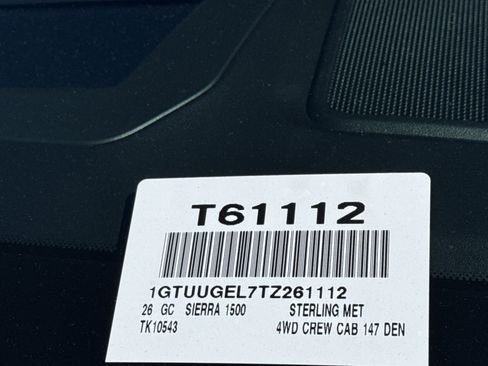 T61112
1GTUUGEL7TZ261112
26 GC SIERRA 1500 STERLING MET
TK10543 4WD CREW CAB 147 DEN